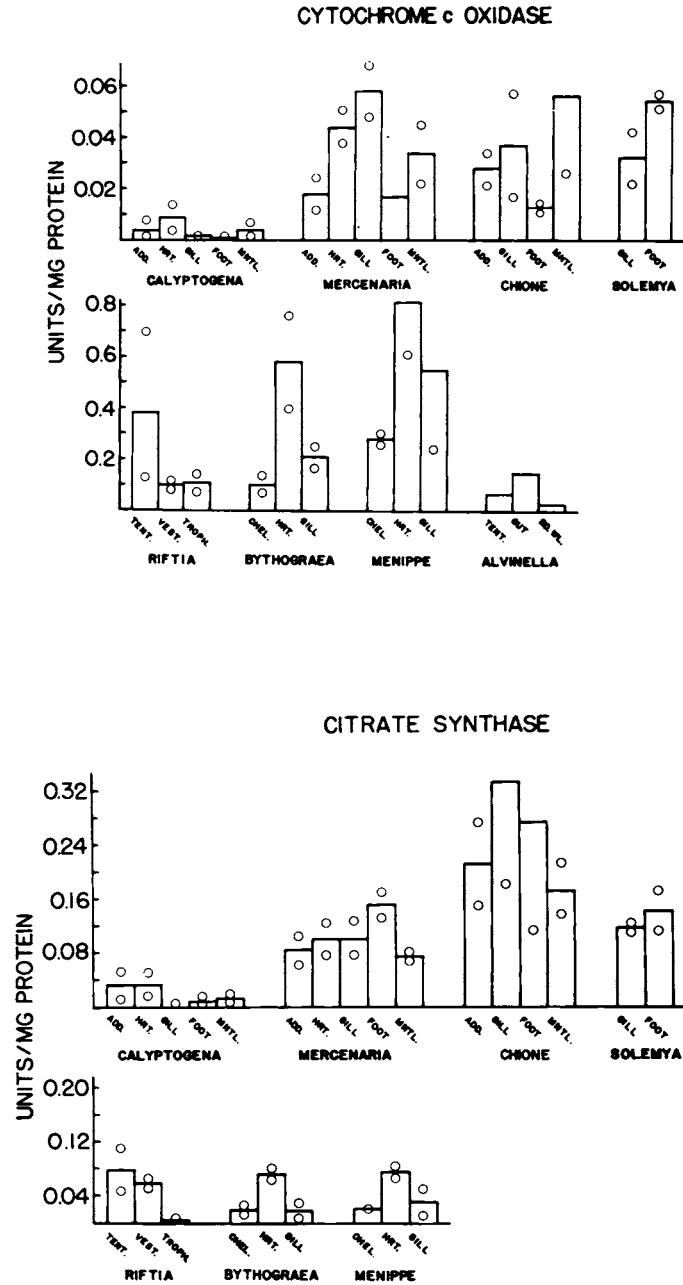 CYTOCHROME c OXIDASE
UNITS/MG PROTEIN
0.06
0.04
0.02
ADD. HRT. GILL FOOT MNTL.
CALYPTOGENA
ADD. HRT. GILL FOOT MNTL.
MERCENARIA
ADD. GILL FOOT MNTL.
CHIONE
GILL FOOT
SOLEMYA
0.8
0.6
0.4
0.2
TENT. VEST. TROPH.
RIFTIA
CHEL. HRT. GILL
BYTHOGRAEA
CHEL. HRT. GILL
MENIPPE
TENT. GUT BD. WL.
ALVINELLA
CITRATE SYNTHASE
UNITS/MG PROTEIN
0.32
0.24
0.16
0.08
ADD. HRT. GILL FOOT MNTL.
CALYPTOGENA
ADD. HRT. GILL FOOT MNTL.
MERCENARIA
ADD. GILL FOOT MNTL.
CHIONE
GILL FOOT
SOLEMYA
0.20
0.12
0.04
TENT. VEST. TROPH.
RIFTIA
CHEL. HRT. GILL
BYTHOGRAEA
CHEL. HRT. GILL
MENIPPE